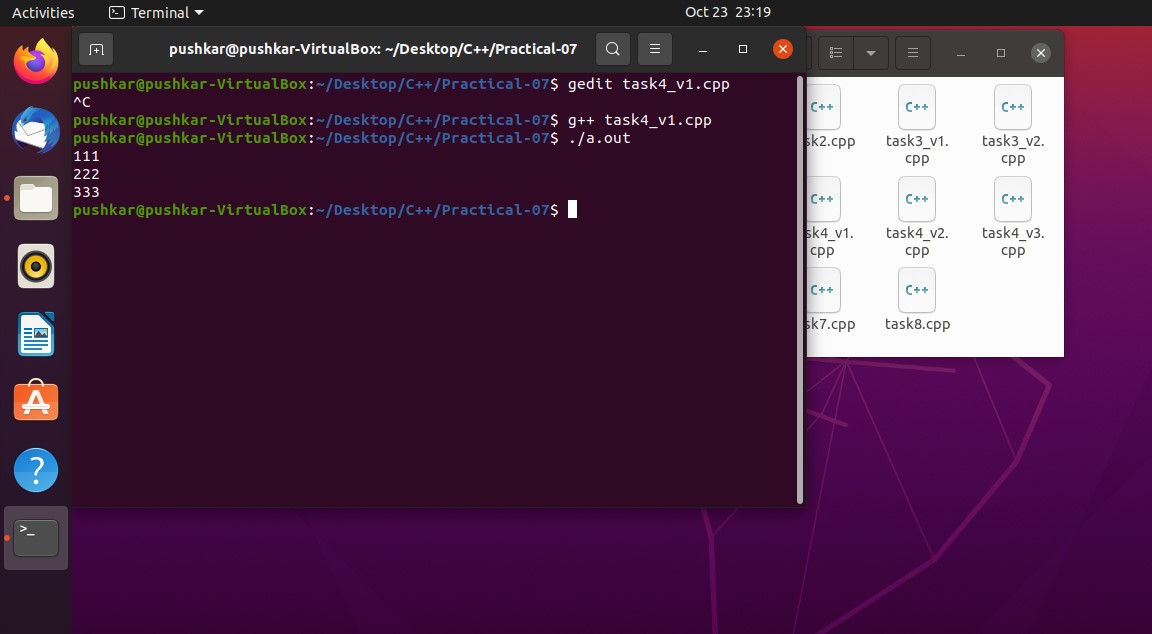 Activities
Terminal
Oct 23 23:19
pushkar@pushkar-VirtualBox: ~/Desktop/C++/Practical-07
pushkar@pushkar-VirtualBox:~/Desktop/C++/Practical-07$ gedit task4_v1.cpp
^C
pushkar@pushkar-VirtualBox:~/Desktop/C++/Practical-07$ g++ task4_v1.cpp
pushkar@pushkar-VirtualBox:~/Desktop/C++/Practical-07$ ./a.out
111
222
333
pushkar@pushkar-VirtualBox:~/Desktop/C++/Practical-07$
C++ C++ C++
sk2.cpp task3_v1. task3_v2.
cpp cpp
C++ C++ C++
sk4_v1. task4_v2. task4_v3.
cpp cpp cpp
C++ C++
sk7.cpp task8.cpp
?
>_